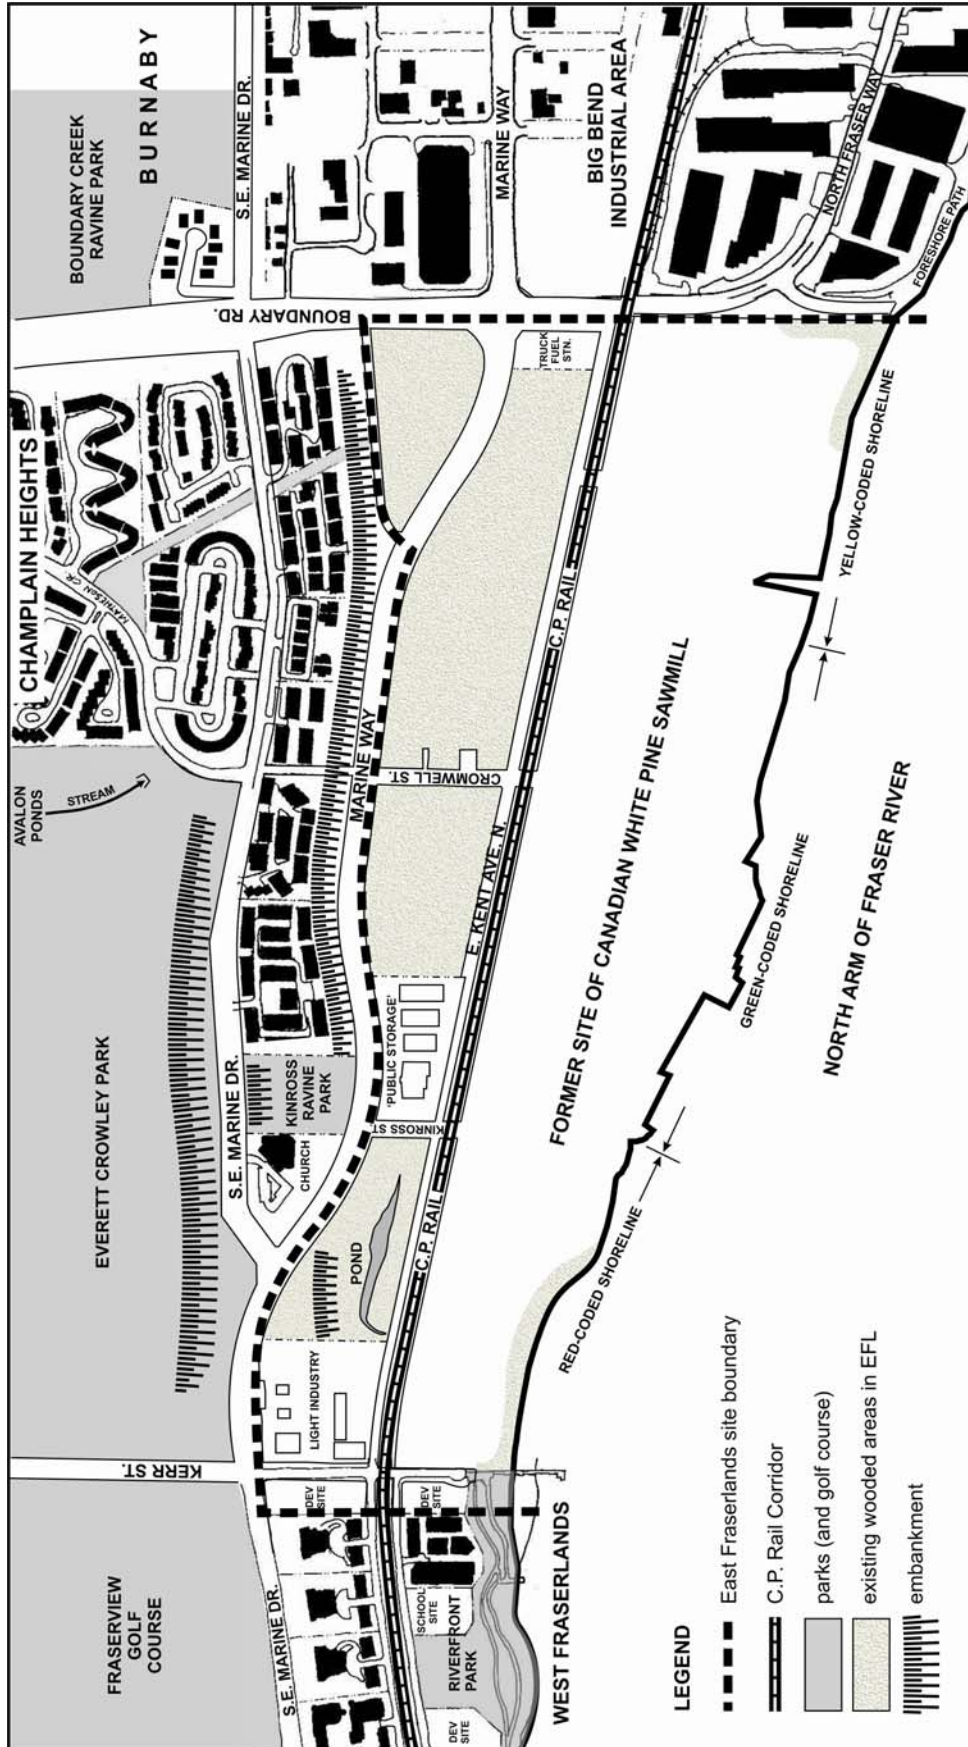 BURNABY
BOUNDARY CREEK
RAVINE PARK
S.E. MARINE DR.
MARINE WAY
BIG BEND
INDUSTRIAL AREA
NORTH FRASER WAY
FORESHORE PATH
BOUNDARY RD.
TRUCK
FUEL
STN.
CHAMPLAIN HEIGHTS
MATHESON CR.
AVALON
PONDS
STREAM
MARINE WAY
CROMWELL ST.
C.P. RAIL
E. KENT AVE. N.
YELLOW-CODED SHORELINE
FORMER SITE OF CANADIAN WHITE PINE SAWMILL
GREEN-CODED SHORELINE
NORTH ARM OF FRASER RIVER
EVERETT CROWLEY PARK
S.E. MARINE DR.
KINROSS
RAVINE
PARK
CHURCH
'PUBLIC STORAGE'
KINROSS ST.
POND
C.P. RAIL
RED-CODED SHORELINE
LIGHT INDUSTRY
KERR ST.
DEV
SITE
DEV
SITE
FRASERVIEW
GOLF
COURSE
S.E. MARINE DR.
SCHOOL
SITE
RIVERFRONT
PARK
DEV
SITE
WEST FRASERLANDS
LEGEND
East Fraserlands site boundary
C.P. Rail Corridor
parks (and golf course)
existing wooded areas in EFL
embankment